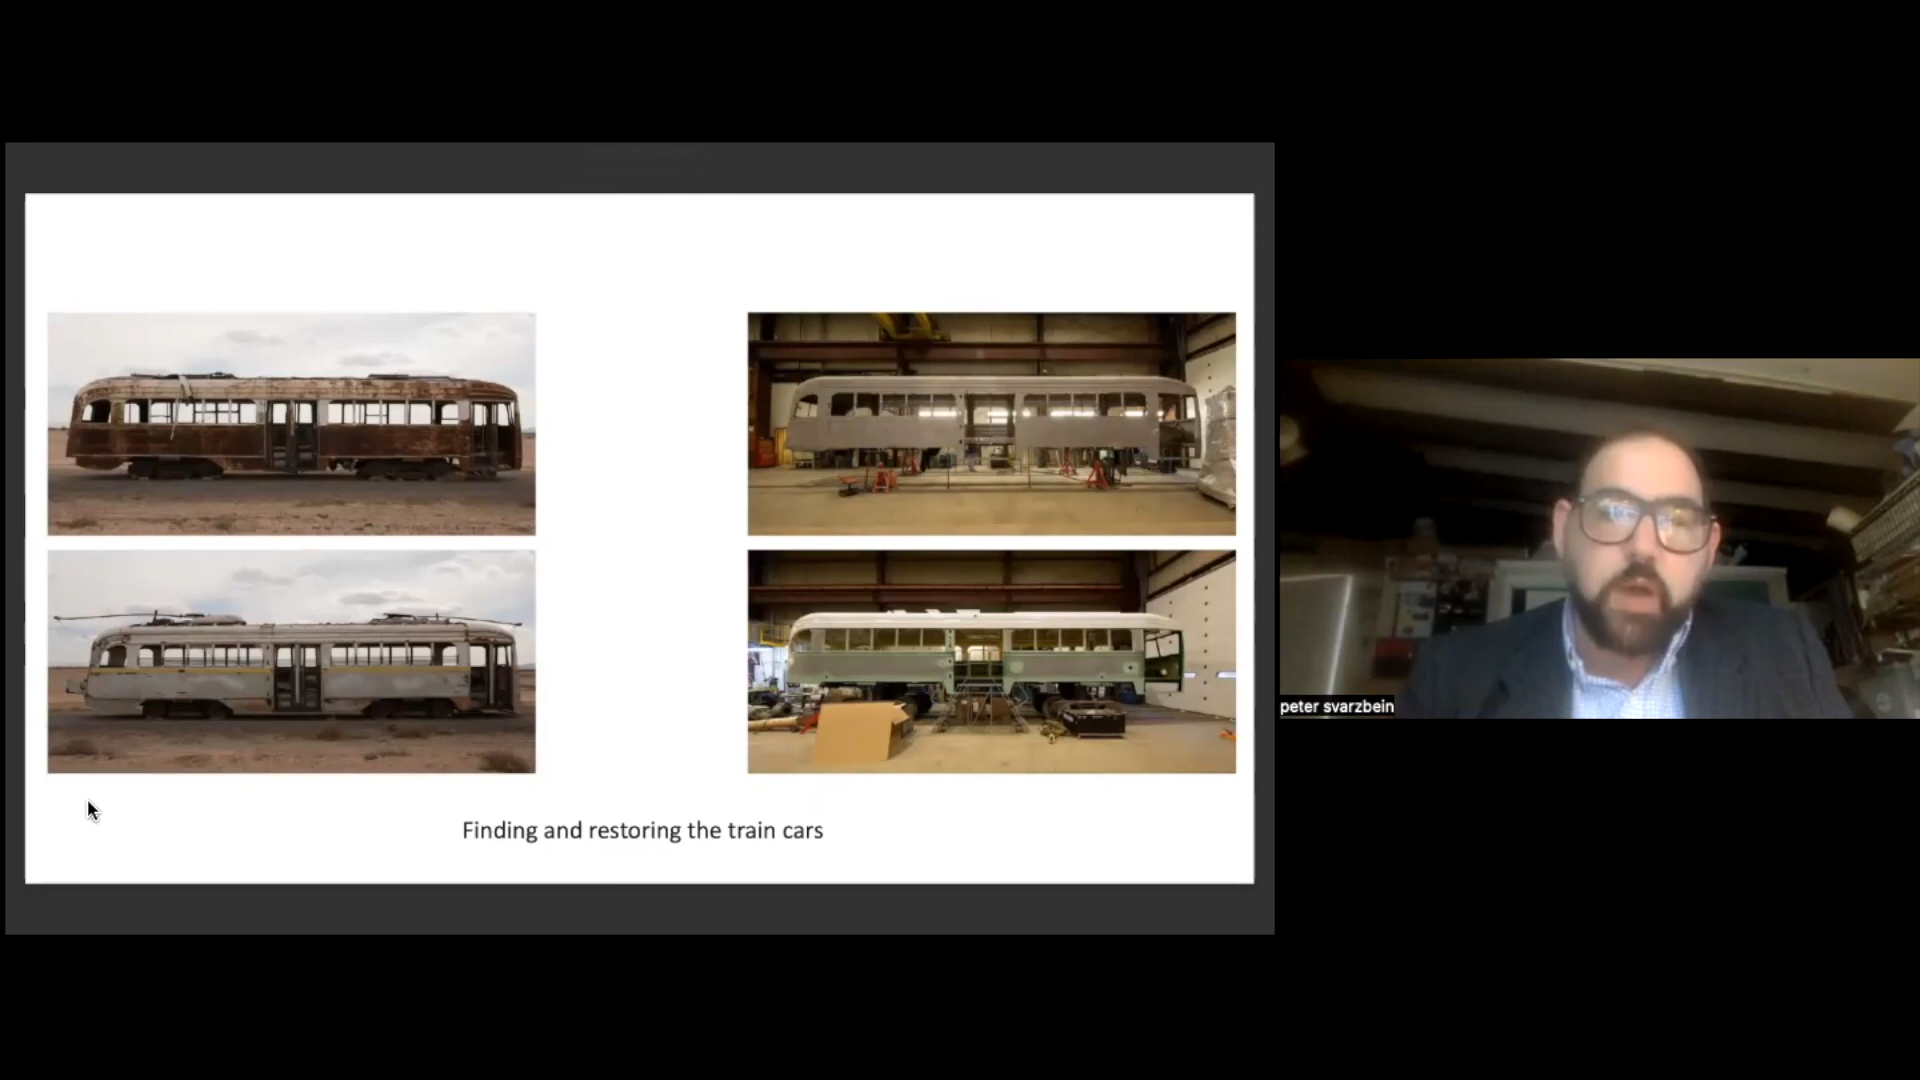 Finding and restoring the train cars
peter svarzbein